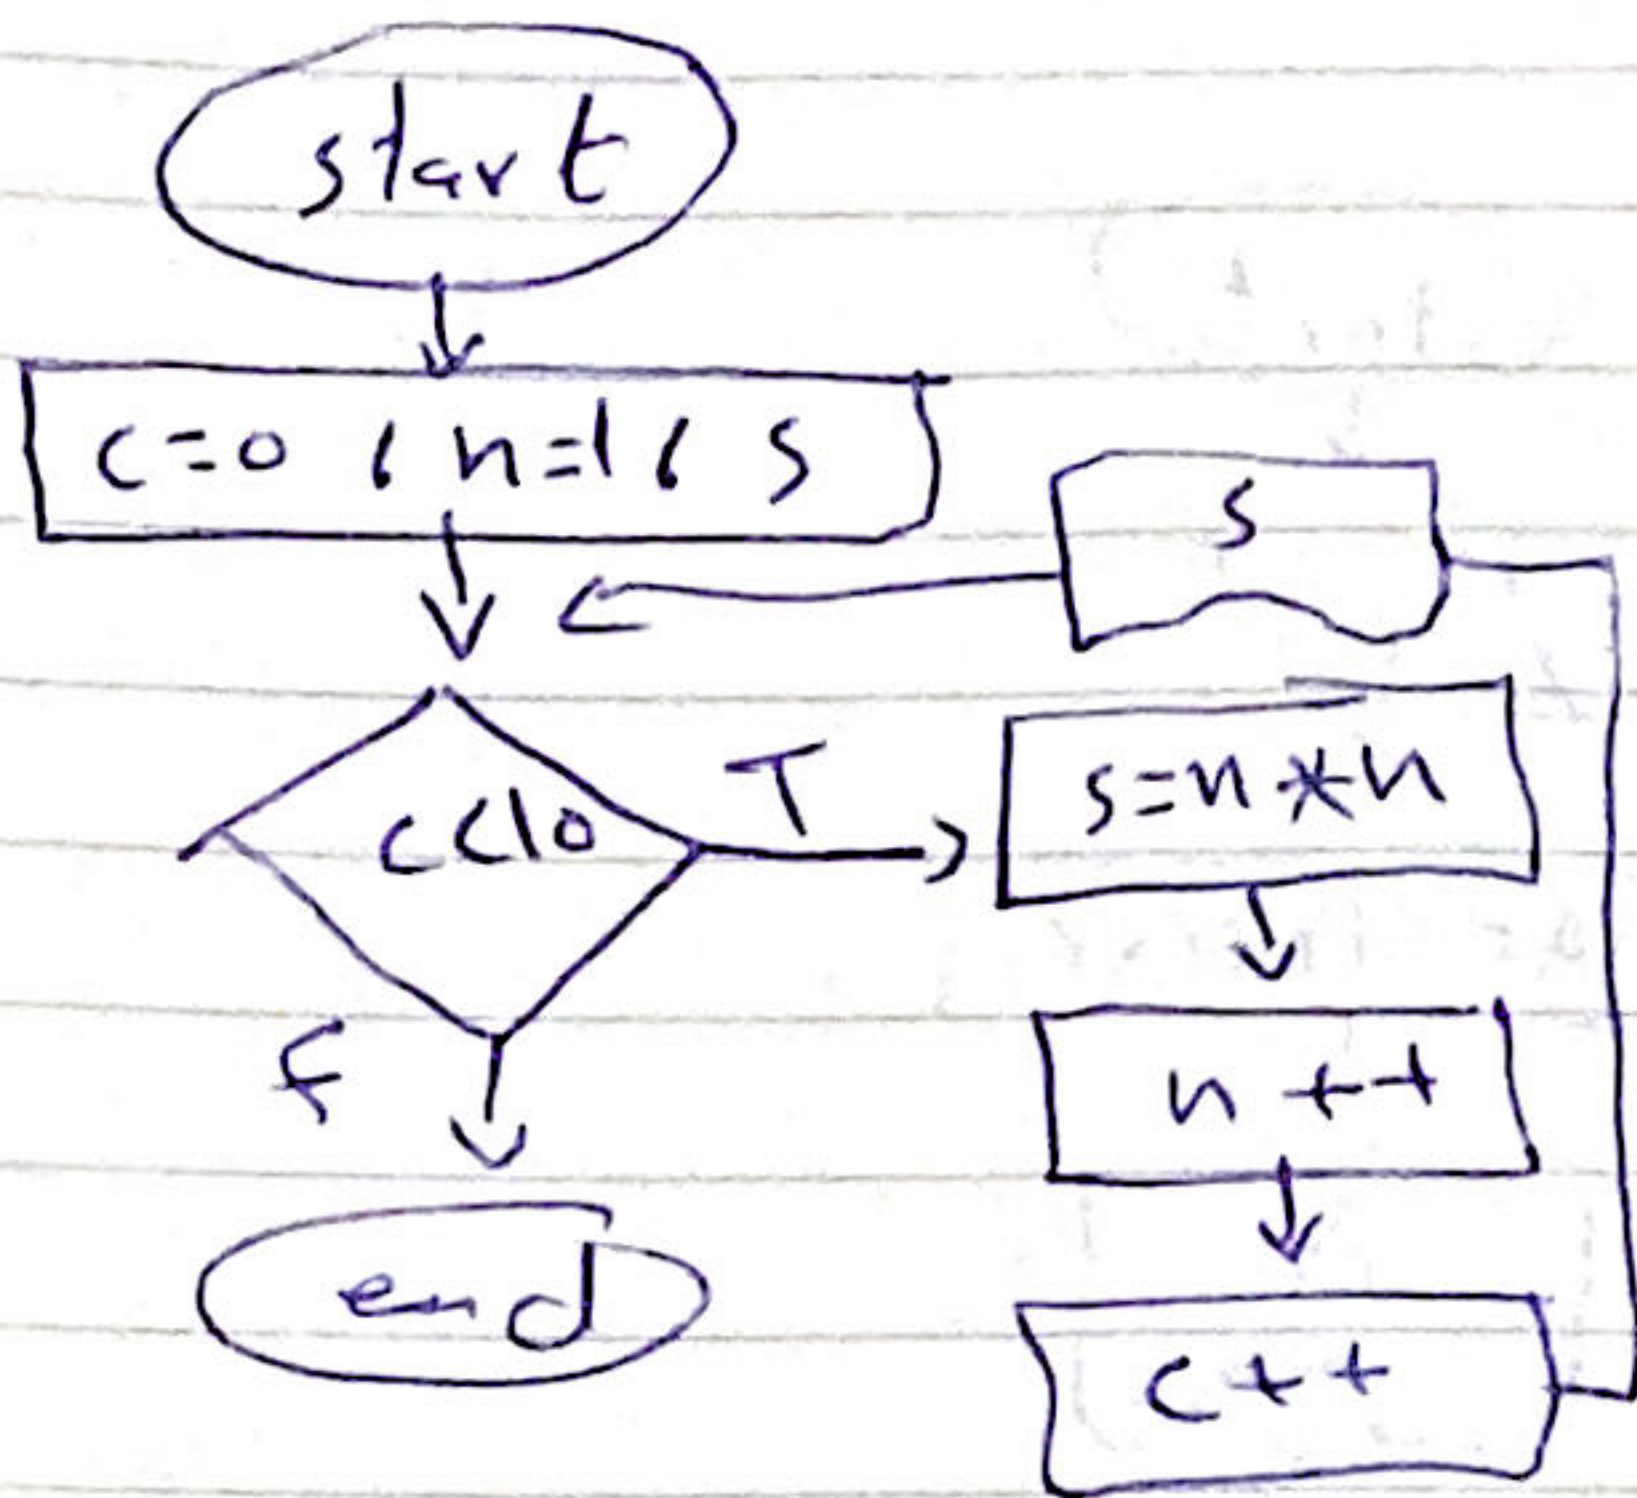 start
c=0 , n=1 , s
s
c<10
T
s=n*n
f
n++
end
c++